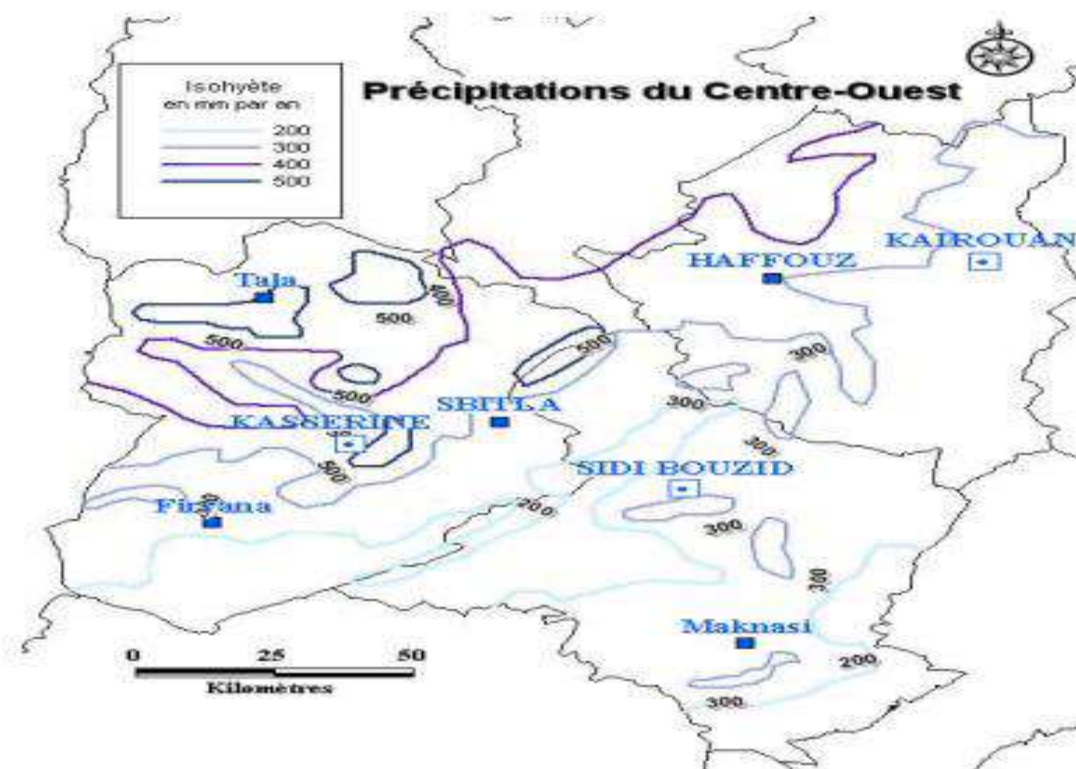 Précipitations du Centre-Ouest
Isohyète
en mm par an
200
300
400
500
KAIROUAN
HAFFOUZ
Tala
400
500
500
500
500
300
SBITLA
300
KASSERINE
300
SIDI BOUZID
500
Firyana
200
300
300
Maknasi
200
300
0 25 50
Kilomètres